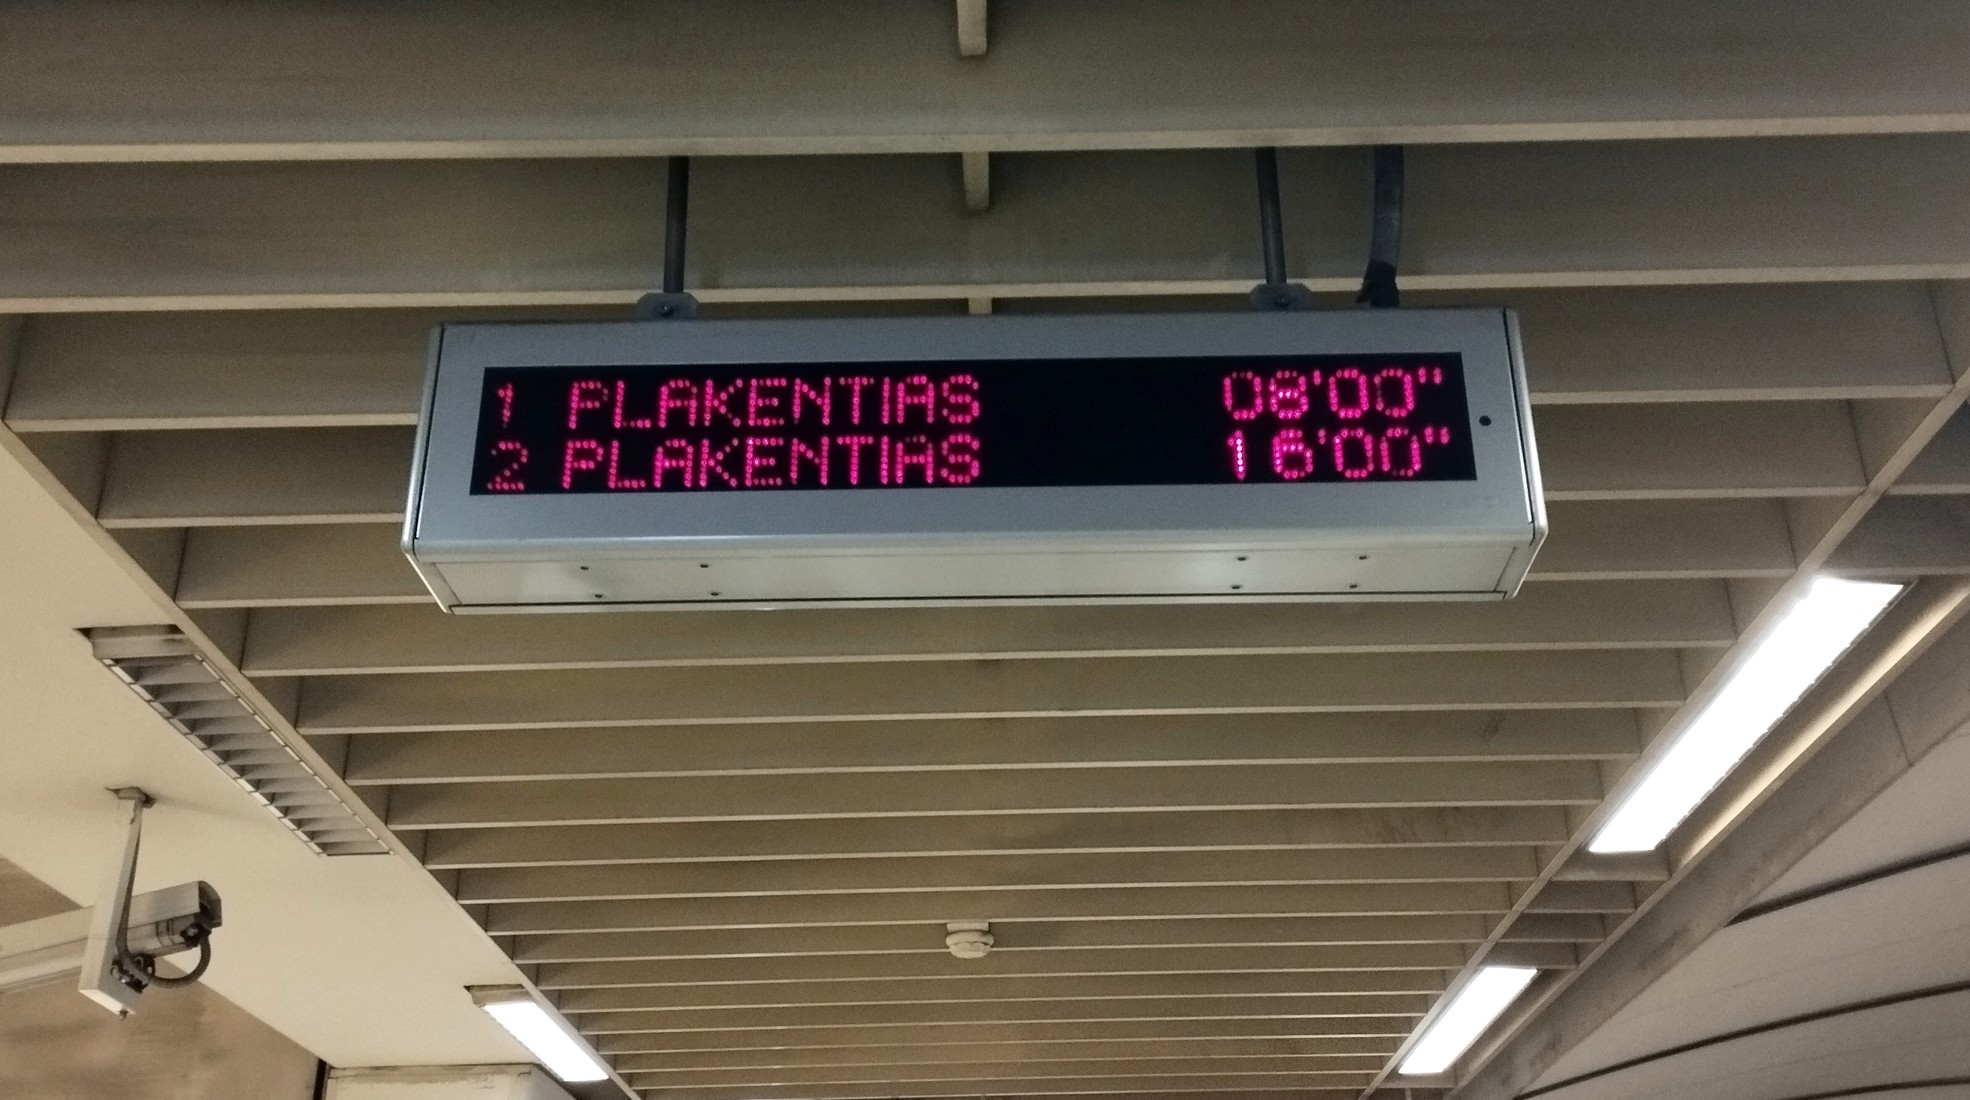 1 PLAKENTIAS 08'00"
2 PLAKENTIAS 16'00"